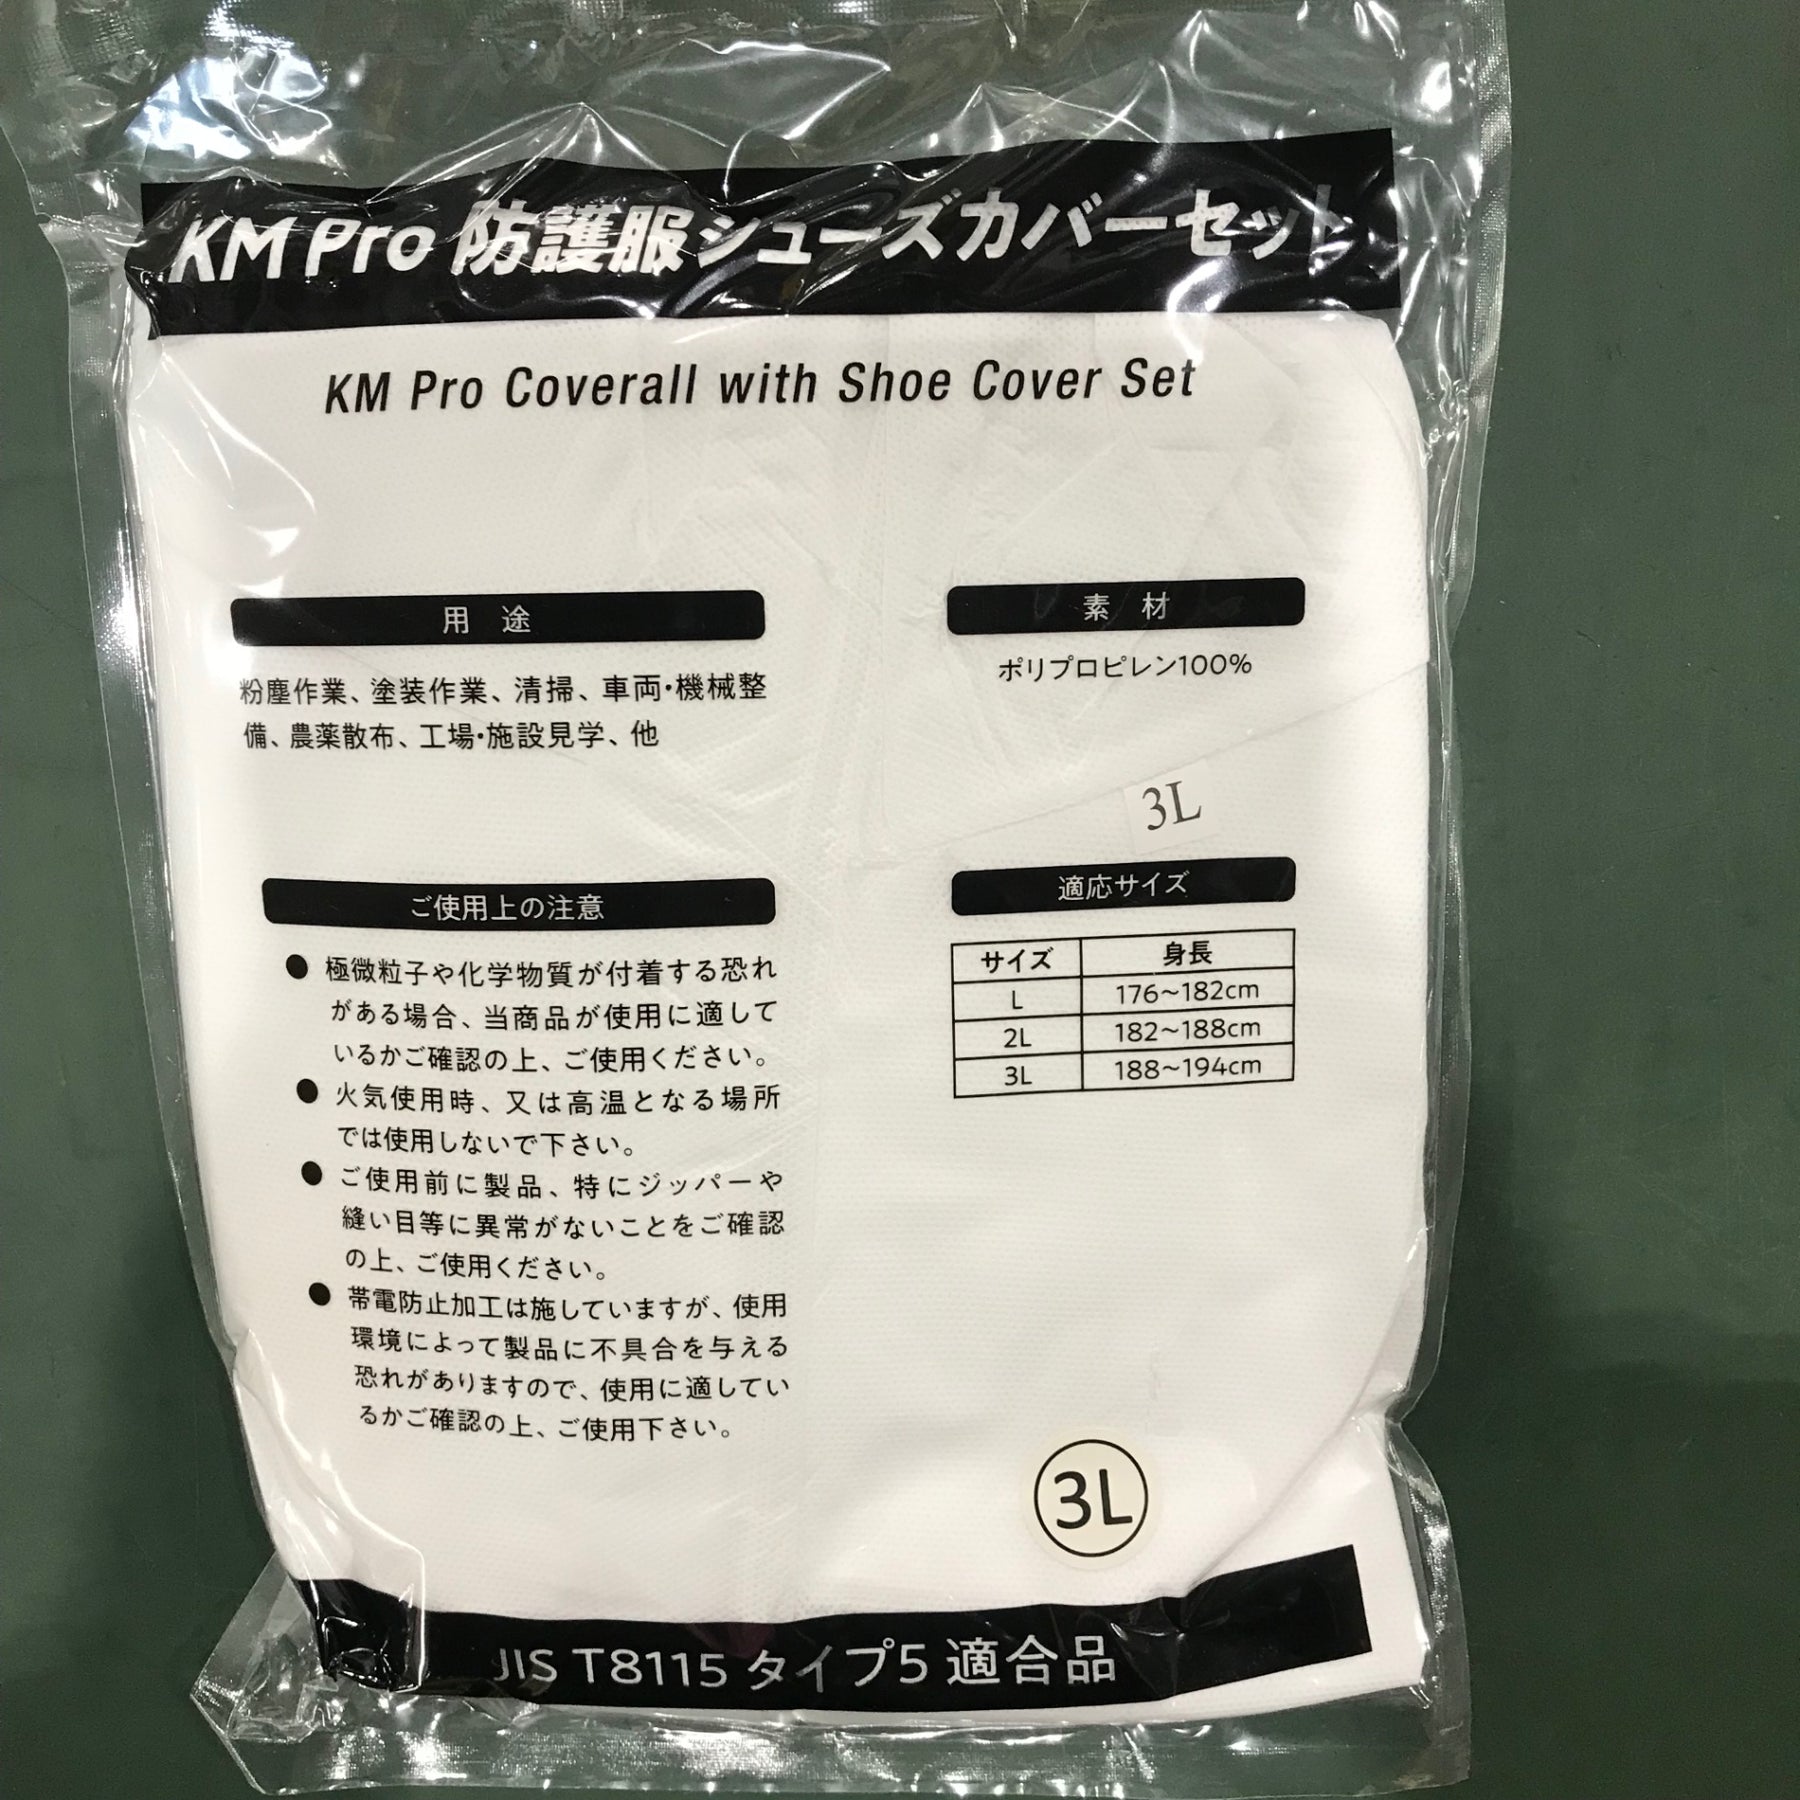 KM Pro 防護服シューズカバーセット
KM Pro Coverall with Shoe Cover Set
用 途
粉塵作業、塗装作業、清掃、車両・機械整
備、農薬散布、工場・施設見学、他
素 材
ポリプロピレン100%
3L
ご使用上の注意
● 極微粒子や化学物質が付着する恐れ
がある場合、当商品が使用に適して
いるかご確認の上、ご使用ください。
● 火気使用時、又は高温となる場所
では使用しないで下さい。
● ご使用前に製品、特にジッパーや
縫い目等に異常がないことをご確認
の上、ご使用ください。
● 帯電防止加工は施していますが、使用
環境によって製品に不具合を与える
恐れがありますので、使用に適してい
るかご確認の上、ご使用下さい。
適応サイズ
サイズ 身長
L 176〜182cm
2L 182〜188cm
3L 188〜194cm
3L
JIS T8115 タイプ5 適合品